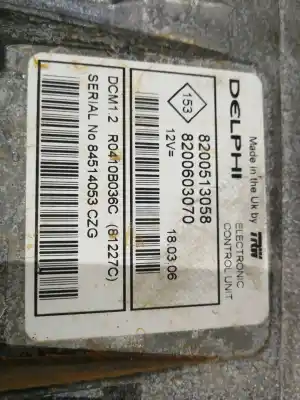 DELPHI
Made in the Uk by TRW
ELECTRONIC
CONTROL UNIT
153
8200513058
8200603070
12V=
18.03.06
DCM1.2 R0410B036C (81227C)
SERIAL No 84514053 CZG